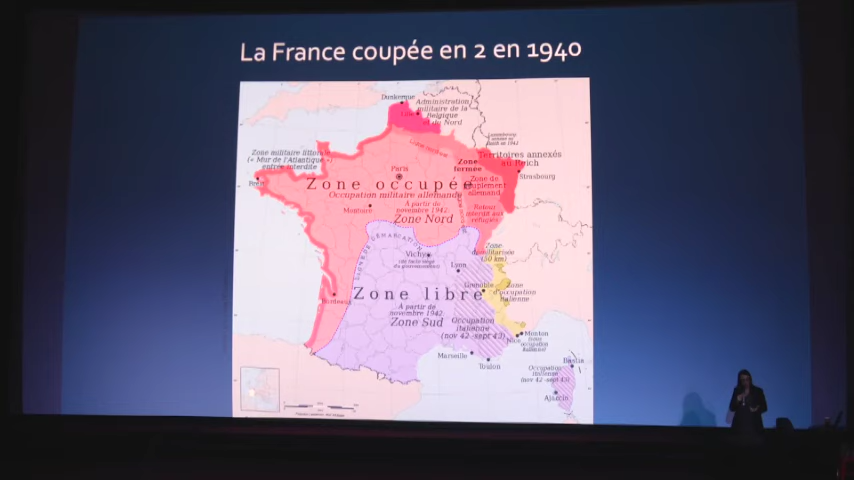 La France coupée en 2 en 1940
Dunkerque
Lille
Administration
militaire de la
Belgique
et du Nord
Zone militaire littorale
(« Mur de l'Atlantique »)
entrée interdite
Brest
Paris
Zone
fermée
Territoires annexés
au Reich
Strasbourg
Zone occupée
Zone de
peuplement
allemand
Occupation militaire allemande
À partir de
novembre 1942:
Zone Nord
Retour
interdit aux
réfugiés
Montoire
LIGNE DE DÉMARCATION
Vichy
Zone
démilitarisée
(50 km)
Lyon
Grenoble
Zone
d'occupation
italienne
Bordeaux
Zone libre
À partir de
novembre 1942
Zone Sud
Occupation
italienne
(nov 42 -sept 43)
Nice
Menton
Marseille
Toulon
Bastia
Occupation
italienne
(nov 42 -sept 43)
Ajaccio